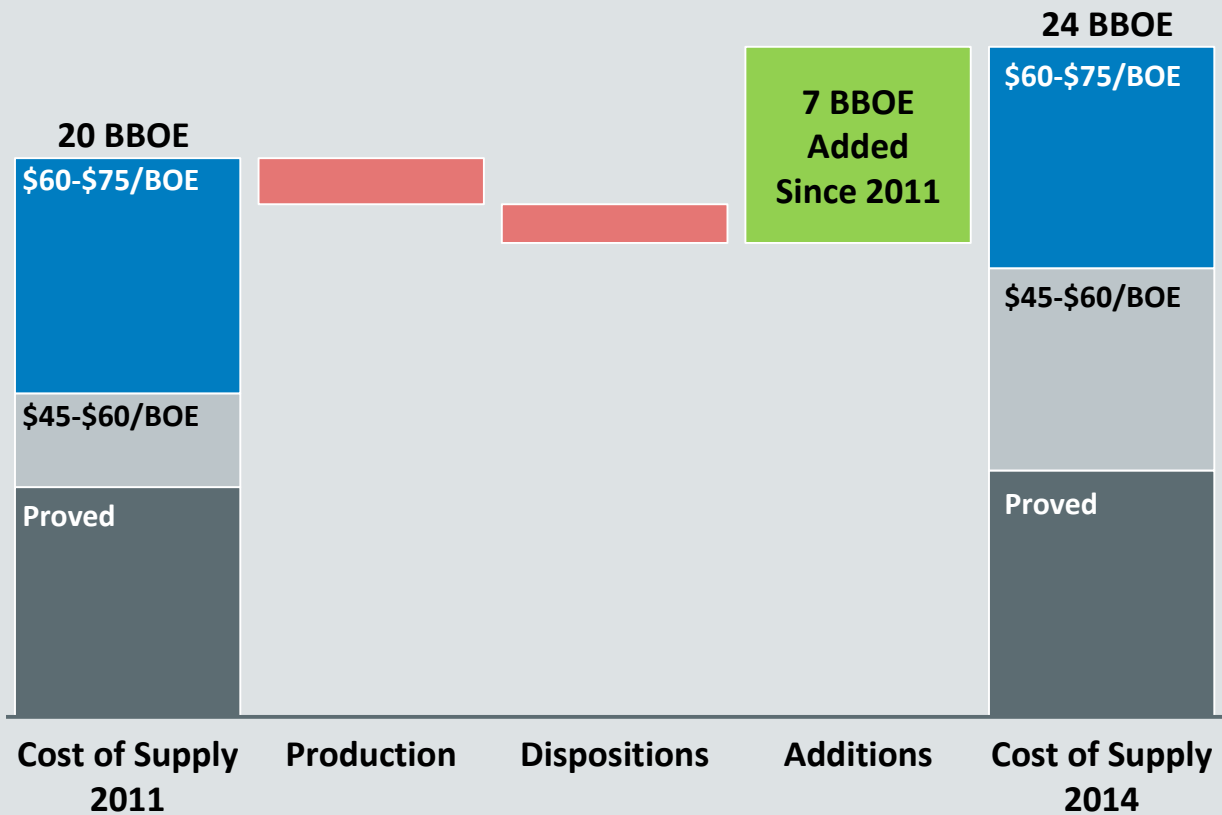 20 BBOE
$60-$75/BOE
$45-$60/BOE
Proved
7 BBOE
Added
Since 2011
24 BBOE
$60-$75/BOE
$45-$60/BOE
Proved
Cost of Supply
2011
Production
Dispositions
Additions
Cost of Supply
2014